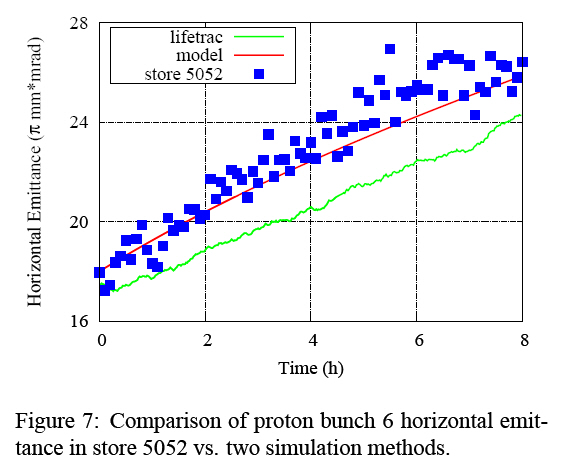 28
24
20
16
Horizontal Emittance (π mm*mrad)
lifetrac
model
store 5052
0 2 4 6 8
Time (h)
Figure 7: Comparison of proton bunch 6 horizontal emit-
tance in store 5052 vs. two simulation methods.